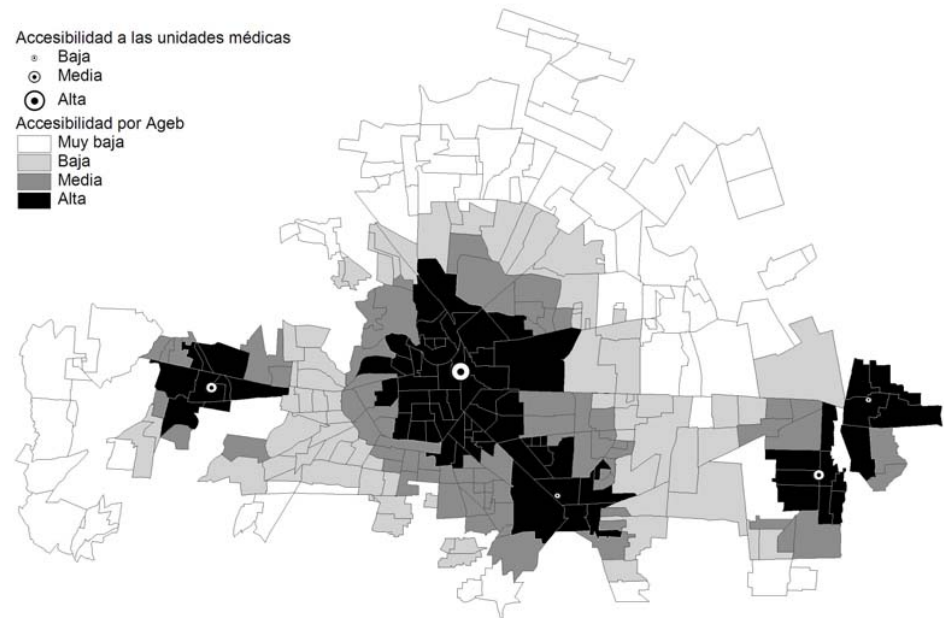 Accesibilidad a las unidades médicas
Baja
Media
Alta
Accesibilidad por Ageb
Muy baja
Baja
Media
Alta